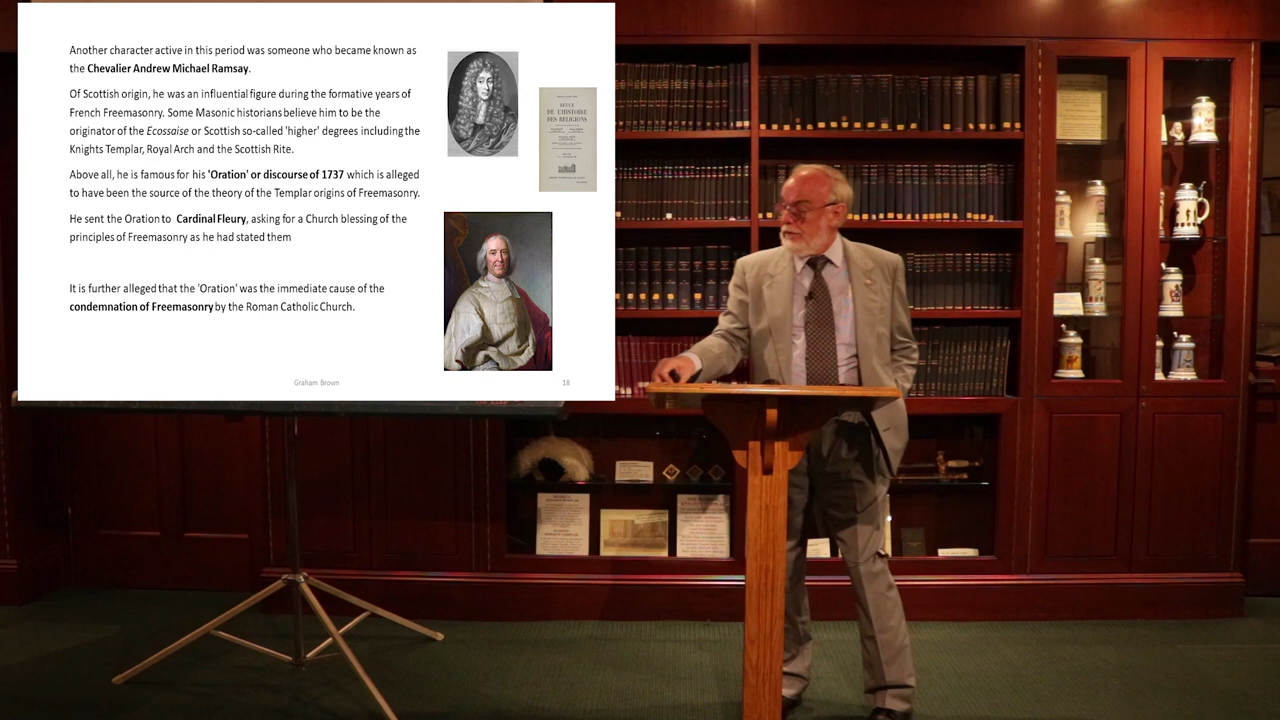 Another character active in this period was someone who became known as
the Chevalier Andrew Michael Ramsay.
Of Scottish origin, he was an influential figure during the formative years of
French Freemasonry. Some Masonic historians believe him to be the
originator of the Ecossaise or Scottish so-called 'higher' degrees including the
Knights Templar, Royal Arch and the Scottish Rite.
Above all, he is famous for his 'Oration' or discourse of 1737 which is alleged
to have been the source of the theory of the Templar origins of Freemasonry.
He sent the Oration to Cardinal Fleury, asking for a Church blessing of the
principles of Freemasonry as he had stated them
It is further alleged that the 'Oration' was the immediate cause of the
condemnation of Freemasonry by the Roman Catholic Church.
REVUE
DE L'HISTOIRE
DES RELIGIONS
Graham Brown
18